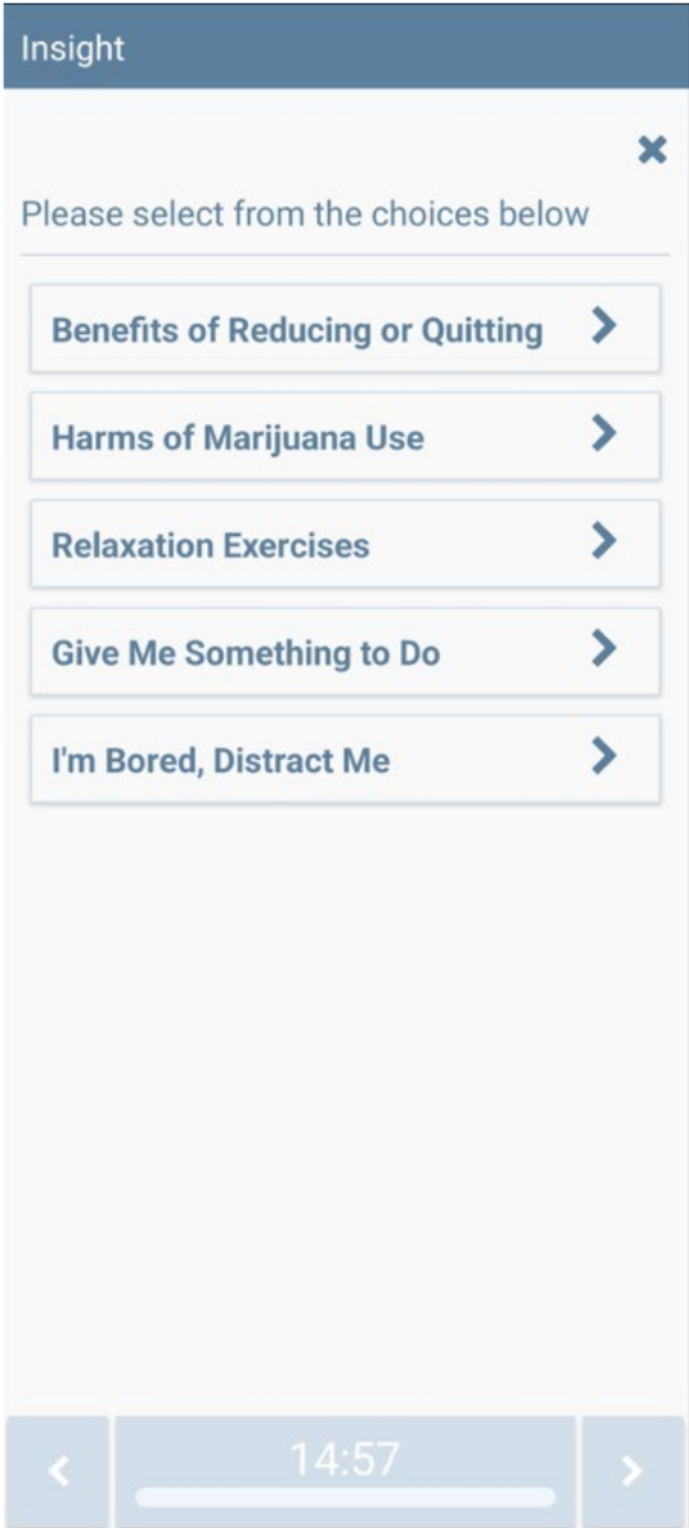 Insight
Please select from the choices below
Benefits of Reducing or Quitting
Harms of Marijuana Use
Relaxation Exercises
Give Me Something to Do
I'm Bored, Distract Me
14:57